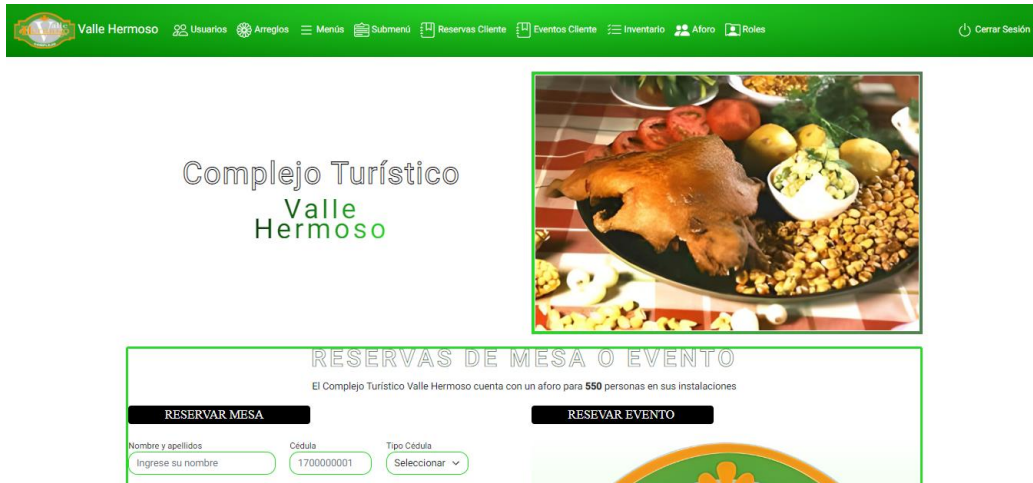 Valle Hermoso Usuarios Arreglos Menús Submenú Reservas Cliente Eventos Cliente Inventario Aforo Roles Cerrar Sesión
Complejo Turístico
Valle
Hermoso
RESERVAS DE MESA O EVENTO
El Complejo Turístico Valle Hermoso cuenta con un aforo para 550 personas en sus instalaciones
RESERVAR MESA
RESEVAR EVENTO
Nombre y apellidos Cédula Tipo Cédula
Ingrese su nombre 1700000001 Seleccionar